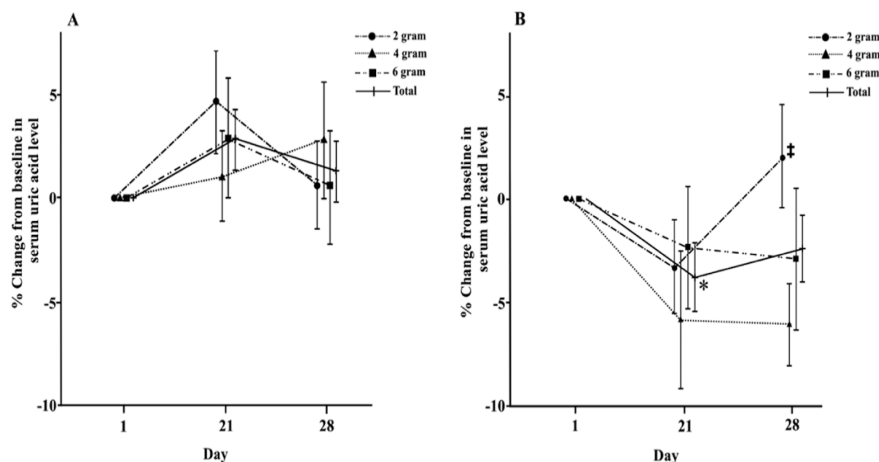 A
2 gram
4 gram
6 gram
Total
% Change from baseline in
serum uric acid level
5
0
-5
-10
1
21
28
Day
B
2 gram
4 gram
6 gram
Total
% Change from baseline in
serum uric acid level
5
0
-5
-10
‡
*
1
21
28
Day